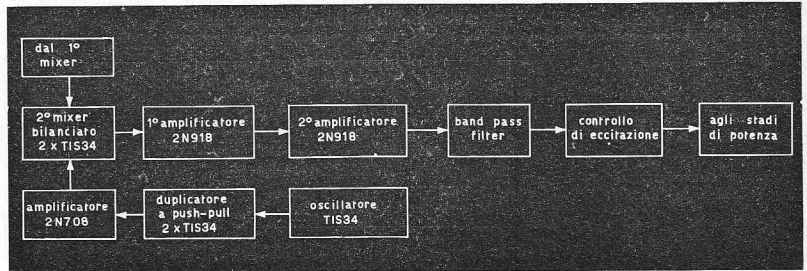 dal 1°
mixer
2° mixer
bilanciato
2 x TIS34
1° amplificatore
2N918
2° amplificatore
2N918
band pass
filter
controllo
di eccitazione
agli stadi
di potenza
amplificatore
2N708
duplicatore
a push-pull
2 x TIS34
oscillatore
TIS34